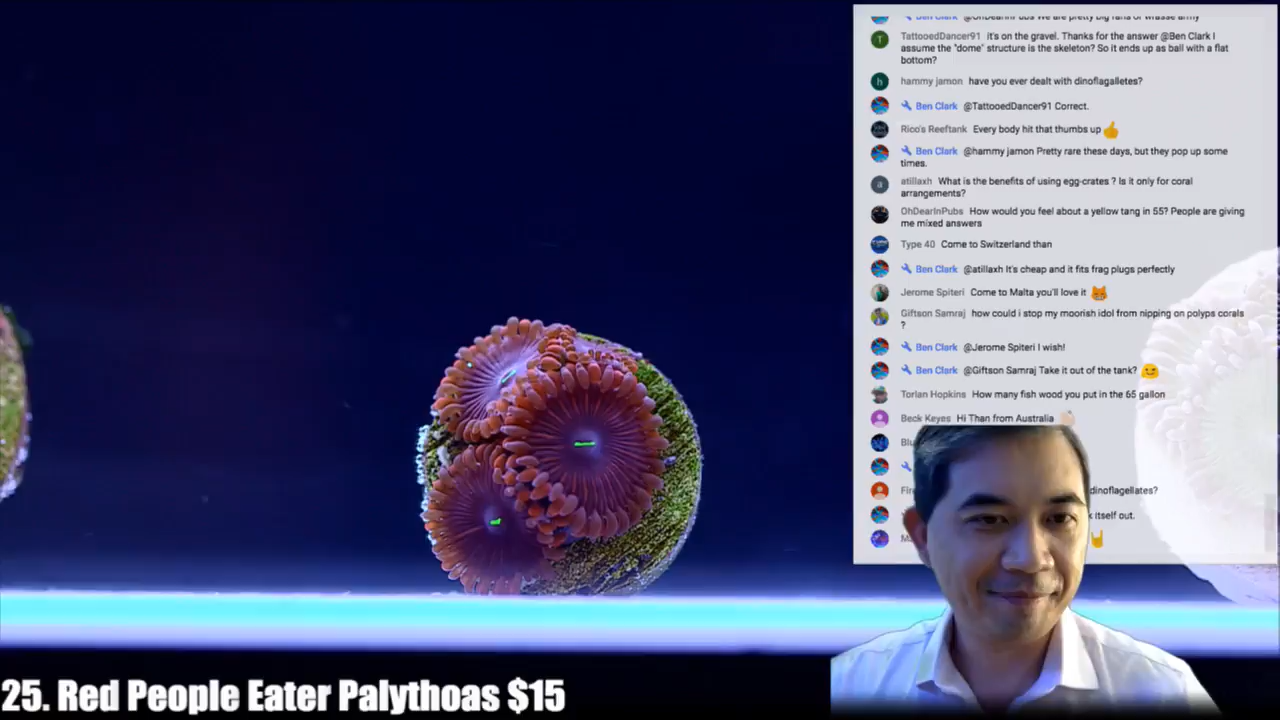 Ben Clark @OhDearInPubs We are pretty big fans of wrasse army
T
TattooedDancer91 it's on the gravel. Thanks for the answer @Ben Clark I
assume the "dome" structure is the skeleton? So it ends up as ball with a flat
bottom?
h
hammy jamon have you ever dealt with dinoflagalletes?
Ben Clark @TattooedDancer91 Correct.
Rico's Reeftank Every body hit that thumbs up 👍
Ben Clark @hammy jamon Pretty rare these days, but they pop up some
times.
a
atillaxh What is the benefits of using egg-crates ? Is it only for coral
arrangements?
OhDearInPubs How would you feel about a yellow tang in 55? People are giving
me mixed answers
Type 40 Come to Switzerland than
Ben Clark @atillaxh It's cheap and it fits frag plugs perfectly
Jerome Spiteri Come to Malta you'll love it
Giftson Samraj how could i stop my moorish idol from nipping on polyps corals
?
Ben Clark @Jerome Spiteri I wish!
Ben Clark @Giftson Samraj Take it out of the tank?
Torlan Hopkins How many fish wood you put in the 65 gallon
Beck Keyes Hi Than from Australia
Blu
Fire dinoflagellates?
itself out.
M
25. Red People Eater Palythoas $15